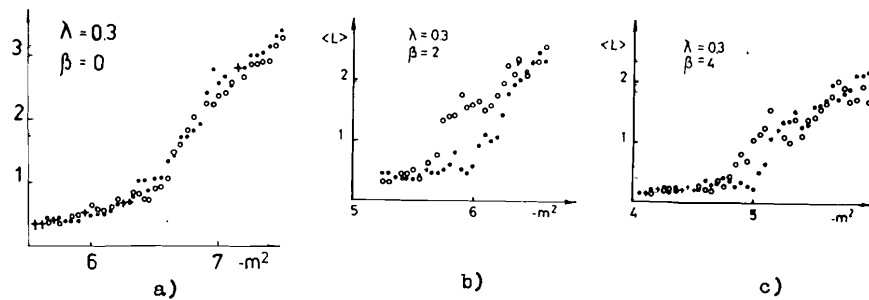 3
2
1
λ = 0.3
β = 0
6
7
-m²
a)
<L>
2
1
λ = 0.3
β = 2
5
6
-m²
b)
<L>
2
1
λ = 0.3
β = 4
4
5
-m²
c)